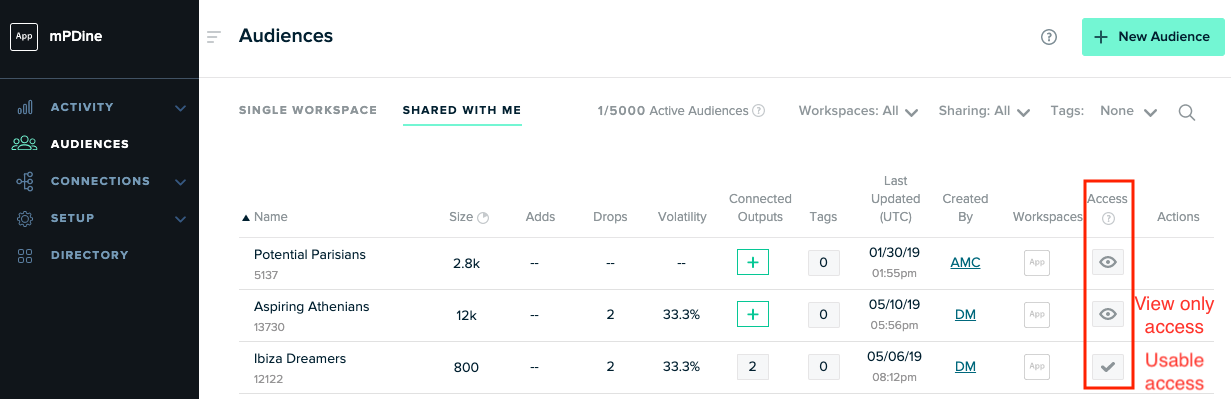 App mPDine
Audiences
New Audience
ACTIVITY
AUDIENCES
CONNECTIONS
SETUP
DIRECTORY
SINGLE WORKSPACE SHARED WITH ME 1/5000 Active Audiences ? Workspaces: All Sharing: All Tags: None
Last
Connected Updated Created Access
Name Size Adds Drops Volatility Outputs Tags (UTC) By Workspaces ? Actions
Potential Parisians 2.8k -- -- -- + 0 01/30/19 AMC App
5137 01:55pm
Aspiring Athenians 12k -- 2 33.3% + 0 05/10/19 DM App View only
13730 05:56pm access
Ibiza Dreamers 800 -- 2 33.3% 2 0 05/06/19 DM App Usable
12122 08:12pm access